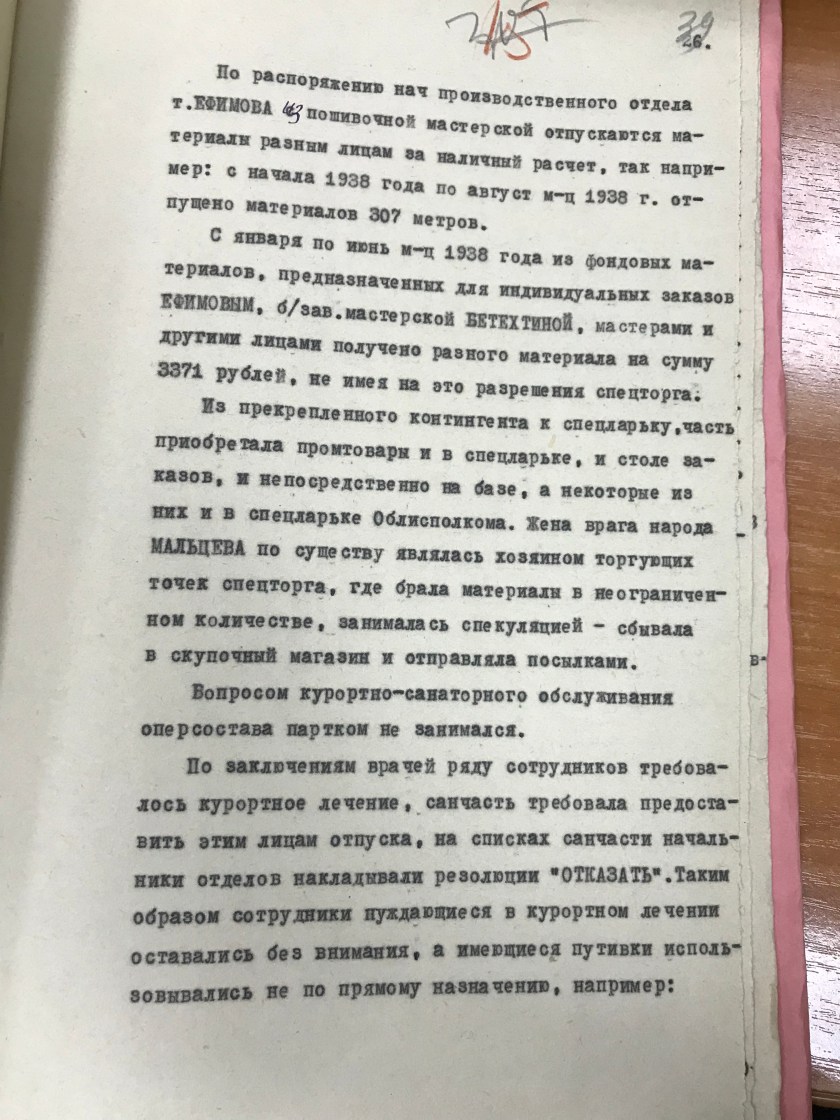 39
26.
По распоряжению нач производственного отдела
т.ЕФИМОВА из пошивочной мастерской отпускаются ма-
териалы разным лицам за наличный расчет, так напри-
мер: с начала 1938 года по август м-ц 1938 г. от-
пущено материалов 307 метров.
С января по июнь м-ц 1938 года из фондовых ма-
териалов, предназначенных для индивидуальных заказов
ЕФИМОВЫМ, б/зав.мастерской БЕТЕХТИНОЙ, мастерами и
другими лицами получено разного материала на сумму
3371 рублей, не имея на это разрешения спецторга.
Из прекрепленного контингента к спецларьку,часть
приобретала промтовары и в спецларьке, и столе за-
казов, и непосредственно на базе, а некоторые из
них и в спецларьке Облисполкома. Жена врага народа
МАЛЬЦЕВА по существу являлась хозяином торгующих
точек спецторга, где брала материалы в неограничен-
ном количестве, занималась спекуляцией - сбывала
в скупочный магазин и отправляла посылками.
Вопросом курортно-санаторного обслуживания
оперсостава партком не занимался.
По заключениям врачей ряду сотрудников требова-
лось курортное лечение, санчасть требовала предоста-
вить этим лицам отпуска, на списках санчасти началь-
ники отделов накладывали резолюции "ОТКАЗАТЬ".Таким
образом сотрудники нуждающиеся в курортном лечении
оставались без внимания, а имеющиеся путивки исполь-
зовывались не по прямому назначению, например: